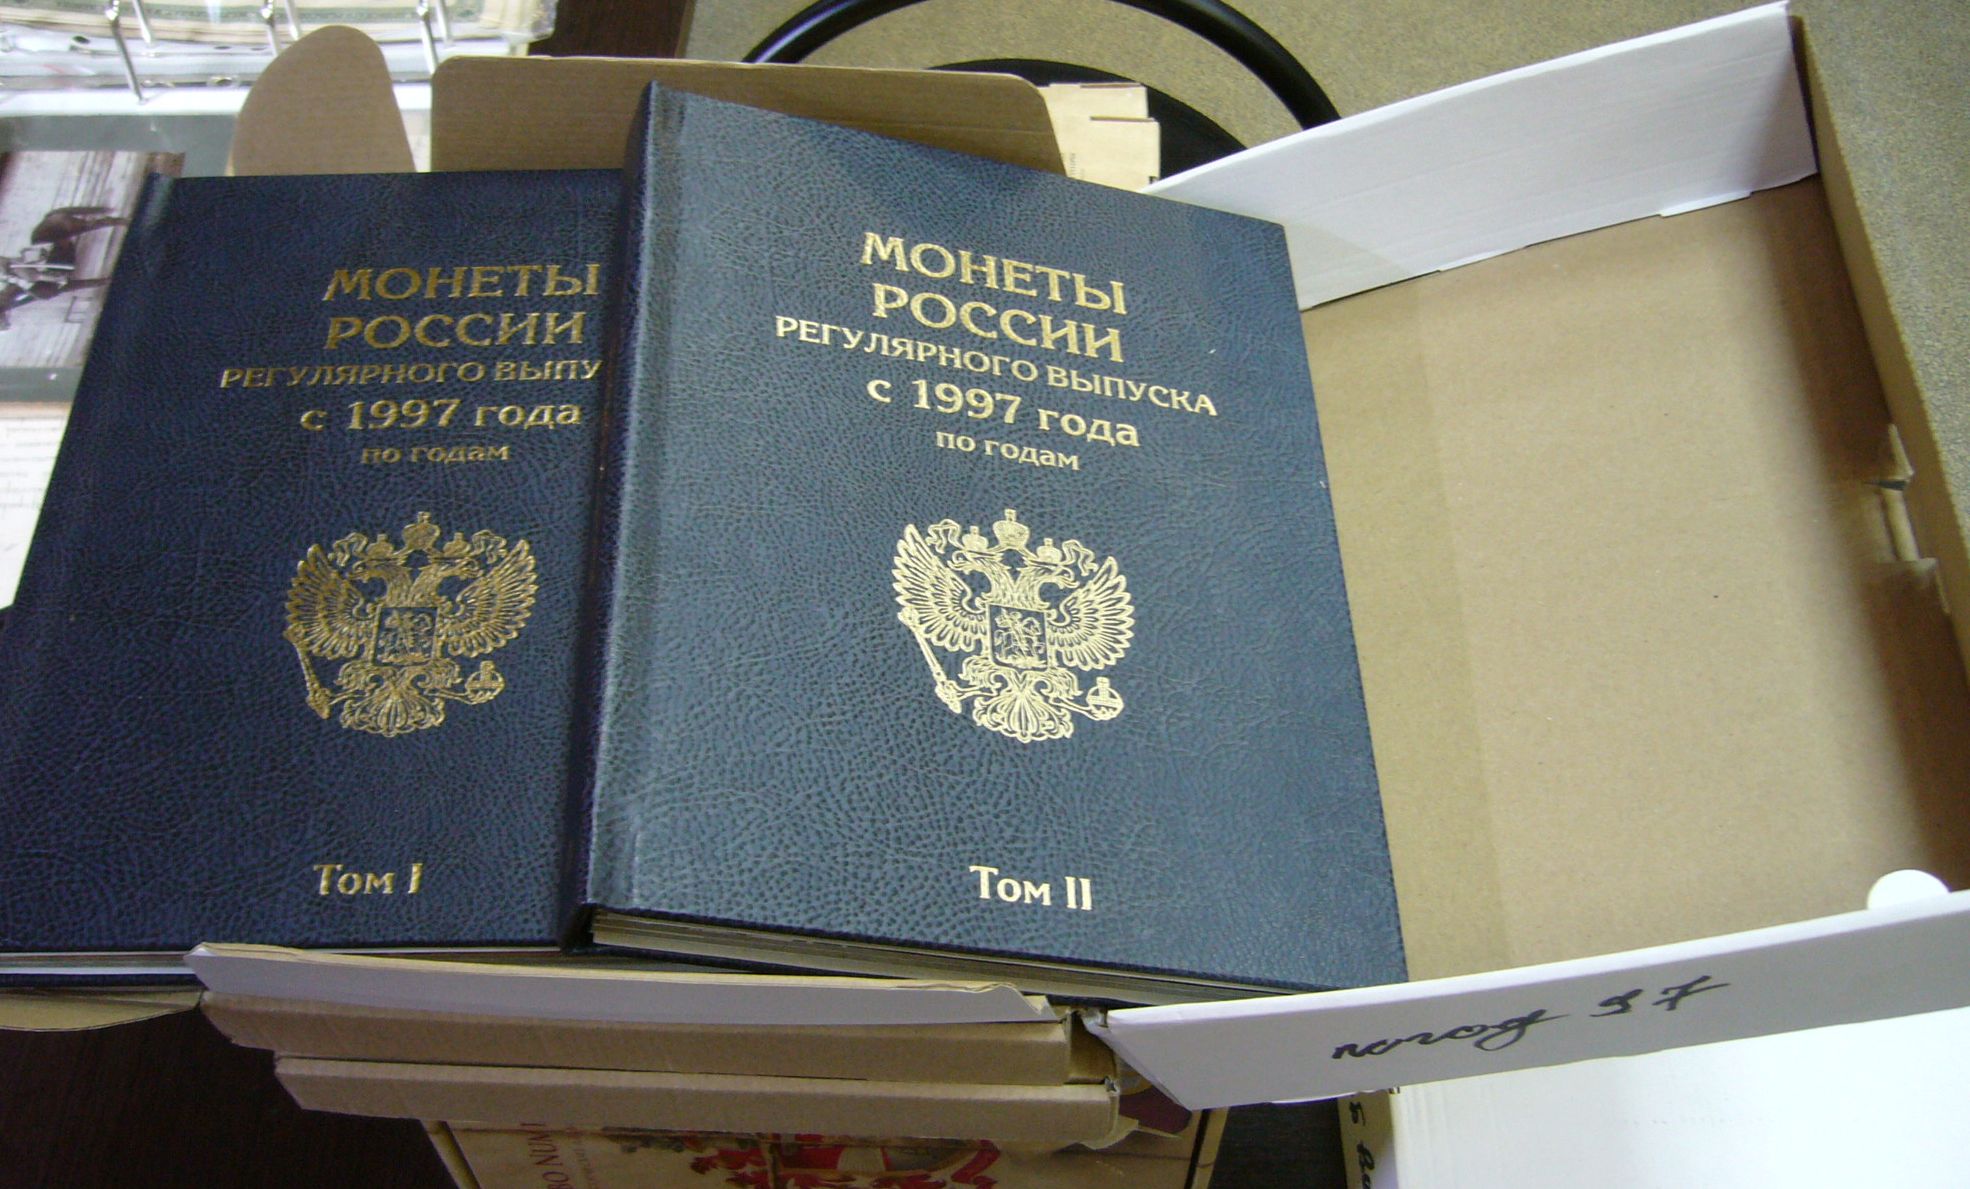 МОНЕТЫ
РОССИИ
РЕГУЛЯРНОГО ВЫПУ
с 1997 года
по годам
Том I
МОНЕТЫ
РОССИИ
РЕГУЛЯРНОГО ВЫПУСКА
с 1997 года
по годам
Том II
погод 97